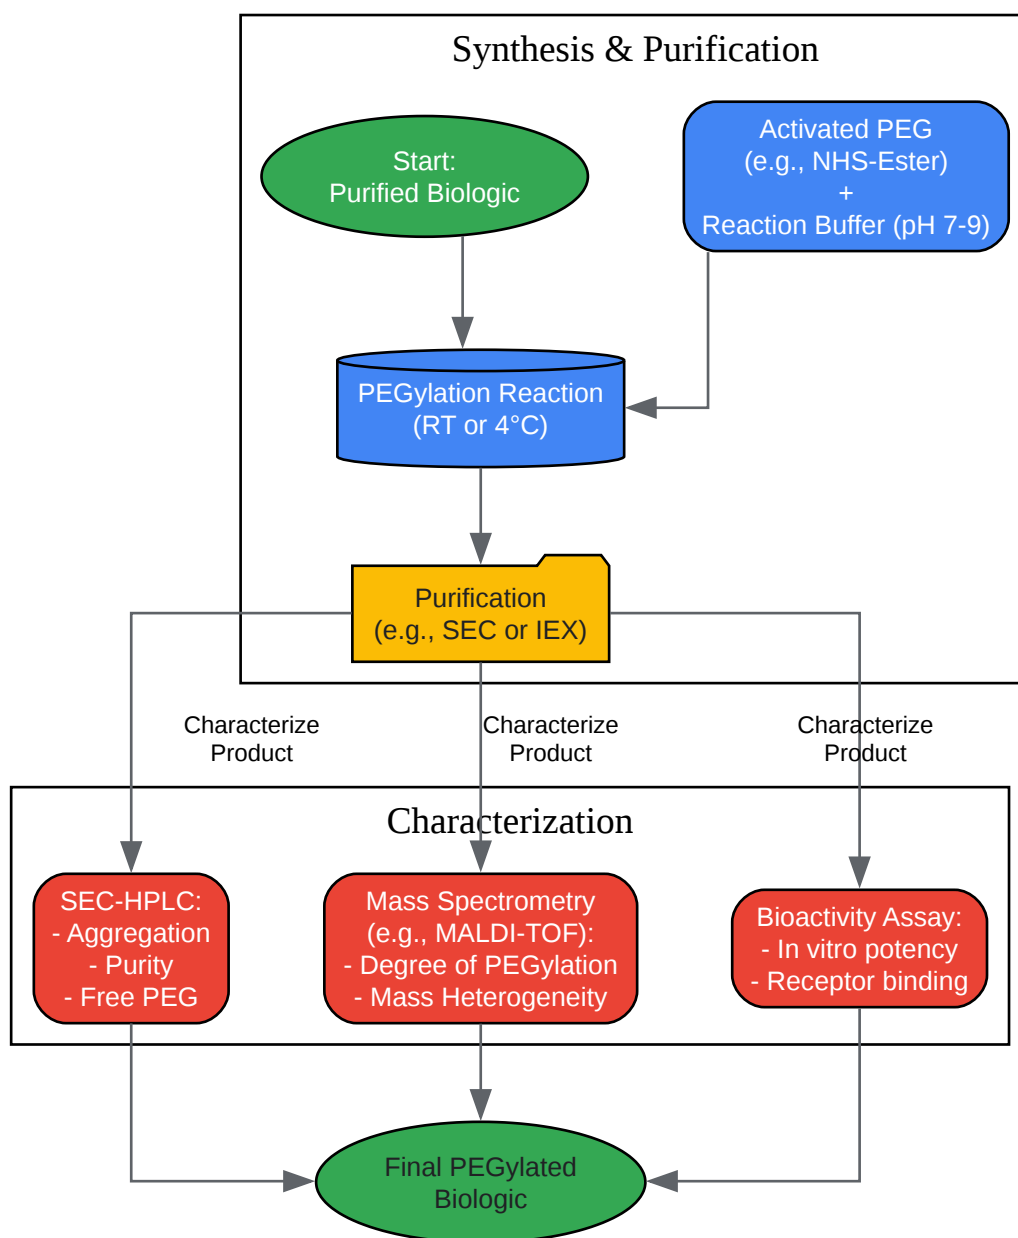 Synthesis & Purification
Start:
Purified Biologic
Activated PEG
(e.g., NHS-Ester)
+
Reaction Buffer (pH 7-9)
PEGylation Reaction
(RT or 4°C)
Purification
(e.g., SEC or IEX)
Characterize
Product
Characterize
Product
Characterize
Product
Characterization
SEC-HPLC:
- Aggregation
- Purity
- Free PEG
Mass Spectrometry
(e.g., MALDI-TOF):
- Degree of PEGylation
- Mass Heterogeneity
Bioactivity Assay:
- In vitro potency
- Receptor binding
Final PEGylated
Biologic